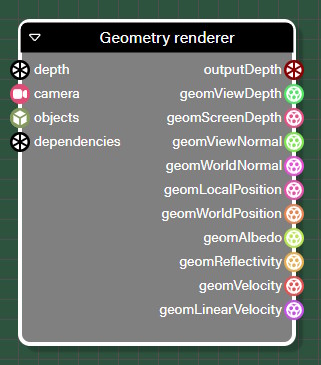 Geometry renderer
depth
outputDepth
camera
geomViewDepth
objects
geomScreenDepth
dependencies
geomViewNormal
geomWorldNormal
geomLocalPosition
geomWorldPosition
geomAlbedo
geomReflectivity
geomVelocity
geomLinearVelocity